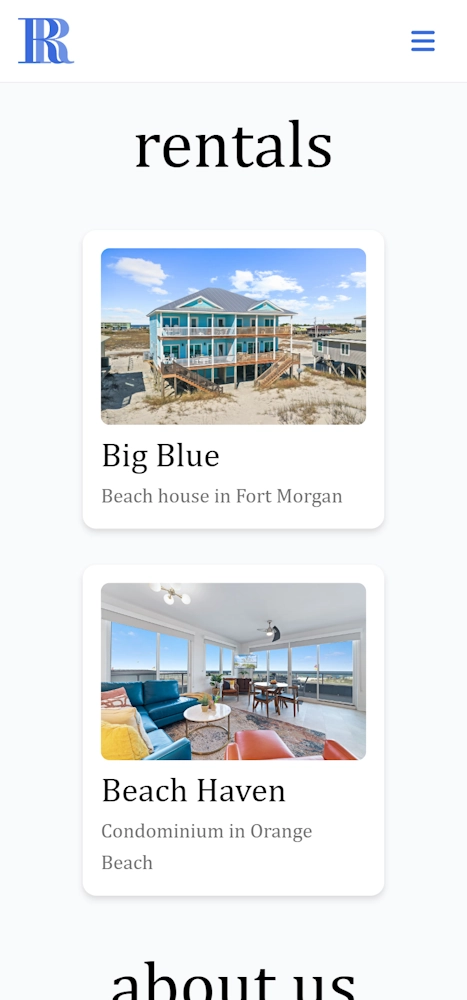 RR
rentals
Big Blue
Beach house in Fort Morgan
Beach Haven
Condominium in Orange
Beach
about us